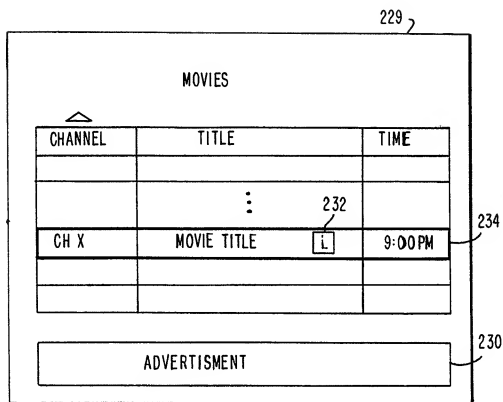 229
MOVIES
CHANNEL TITLE TIME
232
CH X MOVIE TITLE i 9:00PM
234
230
ADVERTISMENT